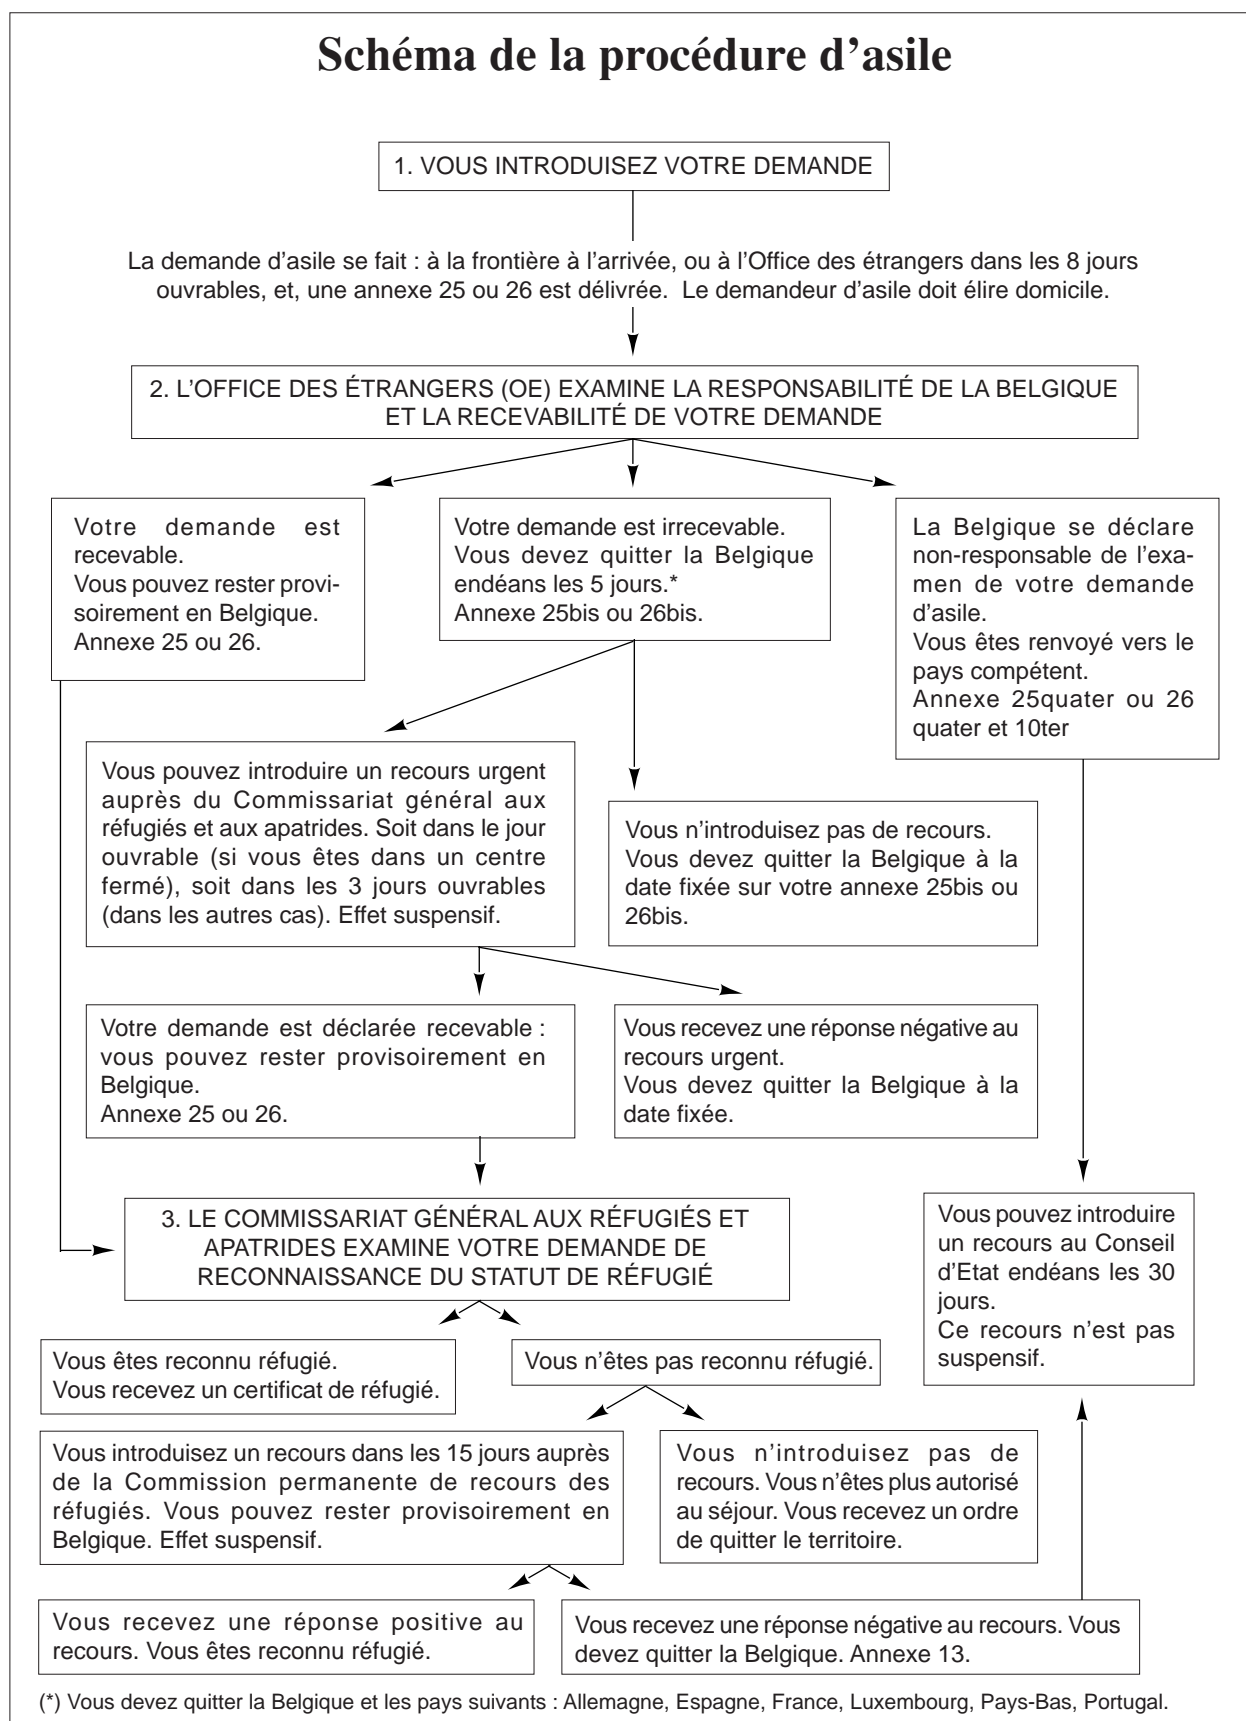 Schéma de la procédure d’asile
1. VOUS INTRODUISEZ VOTRE DEMANDE
La demande d’asile se fait : à la frontière à l’arrivée, ou à l’Office des étrangers dans les 8 jours
ouvrables, et, une annexe 25 ou 26 est délivrée. Le demandeur d’asile doit élire domicile.
2. L’OFFICE DES ÉTRANGERS (OE) EXAMINE LA RESPONSABILITÉ DE LA BELGIQUE
ET LA RECEVABILITÉ DE VOTRE DEMANDE
Votre demande est
recevable.
Vous pouvez rester provi-
soirement en Belgique.
Annexe 25 ou 26.
Votre demande est irrecevable.
Vous devez quitter la Belgique
endéans les 5 jours.*
Annexe 25bis ou 26bis.
La Belgique se déclare
non-responsable de l’exa-
men de votre demande
d’asile.
Vous êtes renvoyé vers le
pays compétent.
Annexe 25quater ou 26
quater et 10ter
Vous pouvez introduire un recours urgent
auprès du Commissariat général aux
réfugiés et aux apatrides. Soit dans le jour
ouvrable (si vous êtes dans un centre
fermé), soit dans les 3 jours ouvrables
(dans les autres cas). Effet suspensif.
Vous n’introduisez pas de recours.
Vous devez quitter la Belgique à la
date fixée sur votre annexe 25bis ou
26bis.
Votre demande est déclarée recevable :
vous pouvez rester provisoirement en
Belgique.
Annexe 25 ou 26.
Vous recevez une réponse négative au
recours urgent.
Vous devez quitter la Belgique à la
date fixée.
3. LE COMMISSARIAT GÉNÉRAL AUX RÉFUGIÉS ET
APATRIDES EXAMINE VOTRE DEMANDE DE
RECONNAISSANCE DU STATUT DE RÉFUGIÉ
Vous pouvez introduire
un recours au Conseil
d’Etat endéans les 30
jours.
Ce recours n’est pas
suspensif.
Vous êtes reconnu réfugié.
Vous recevez un certificat de réfugié.
Vous n’êtes pas reconnu réfugié.
Vous introduisez un recours dans les 15 jours auprès
de la Commission permanente de recours des
réfugiés. Vous pouvez rester provisoirement en
Belgique. Effet suspensif.
Vous n’introduisez pas de
recours. Vous n’êtes plus autorisé
au séjour. Vous recevez un ordre
de quitter le territoire.
Vous recevez une réponse positive au
recours. Vous êtes reconnu réfugié.
Vous recevez une réponse négative au recours. Vous
devez quitter la Belgique. Annexe 13.
(*) Vous devez quitter la Belgique et les pays suivants : Allemagne, Espagne, France, Luxembourg, Pays-Bas, Portugal.